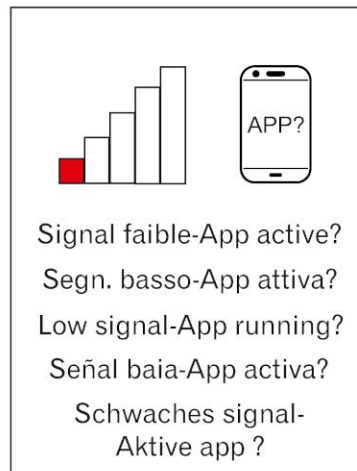 APP?
Signal faible-App active?
Segn. basso-App attiva?
Low signal-App running?
Señal baia-App activa?
Schwaches signal-
Aktive app ?